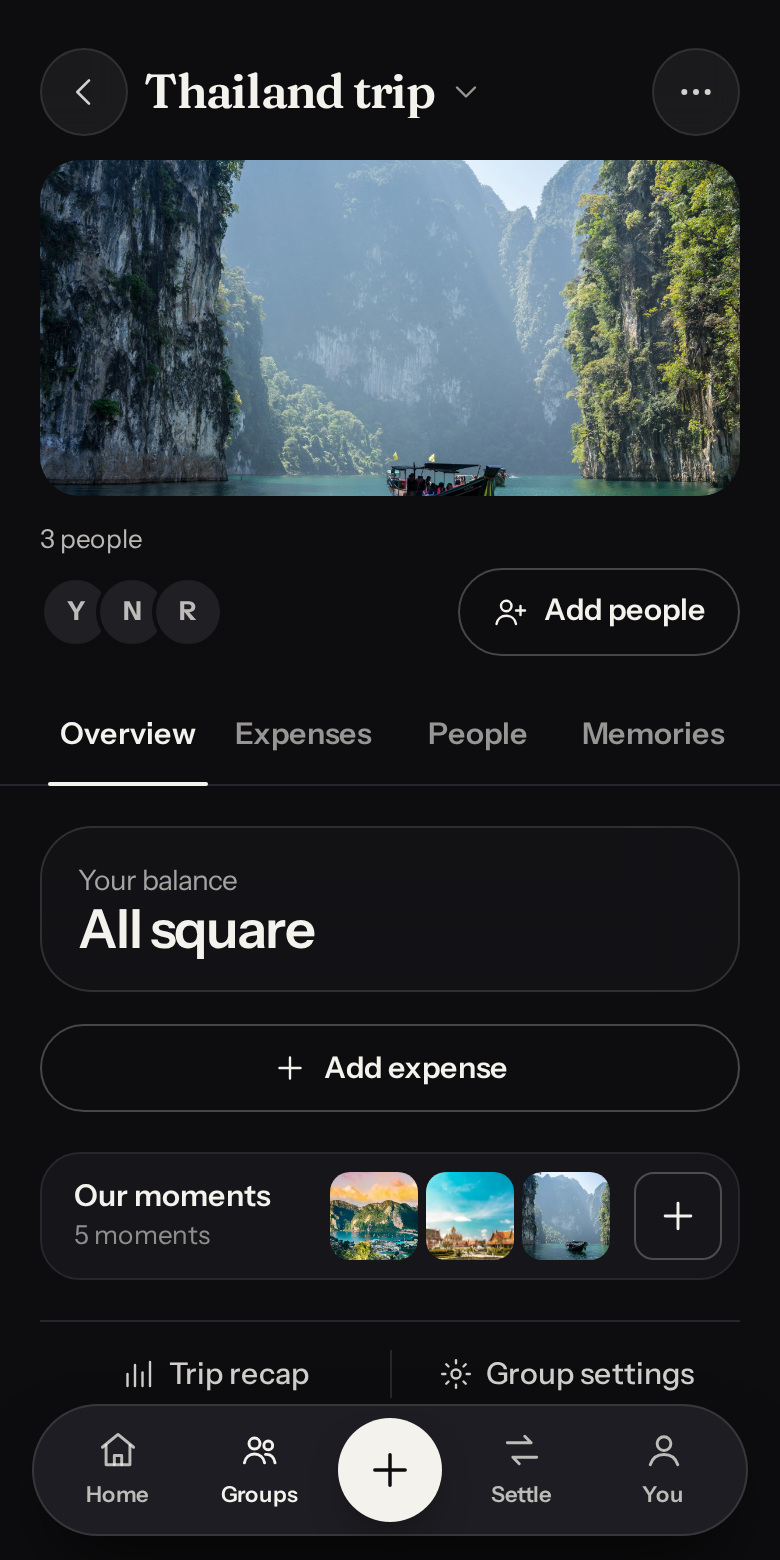 Thailand trip
3 people
Y N R
Add people
Overview Expenses People Memories
Your balance
All square
Add expense
Our moments
5 moments
Trip recap Group settings
Home Groups Settle You